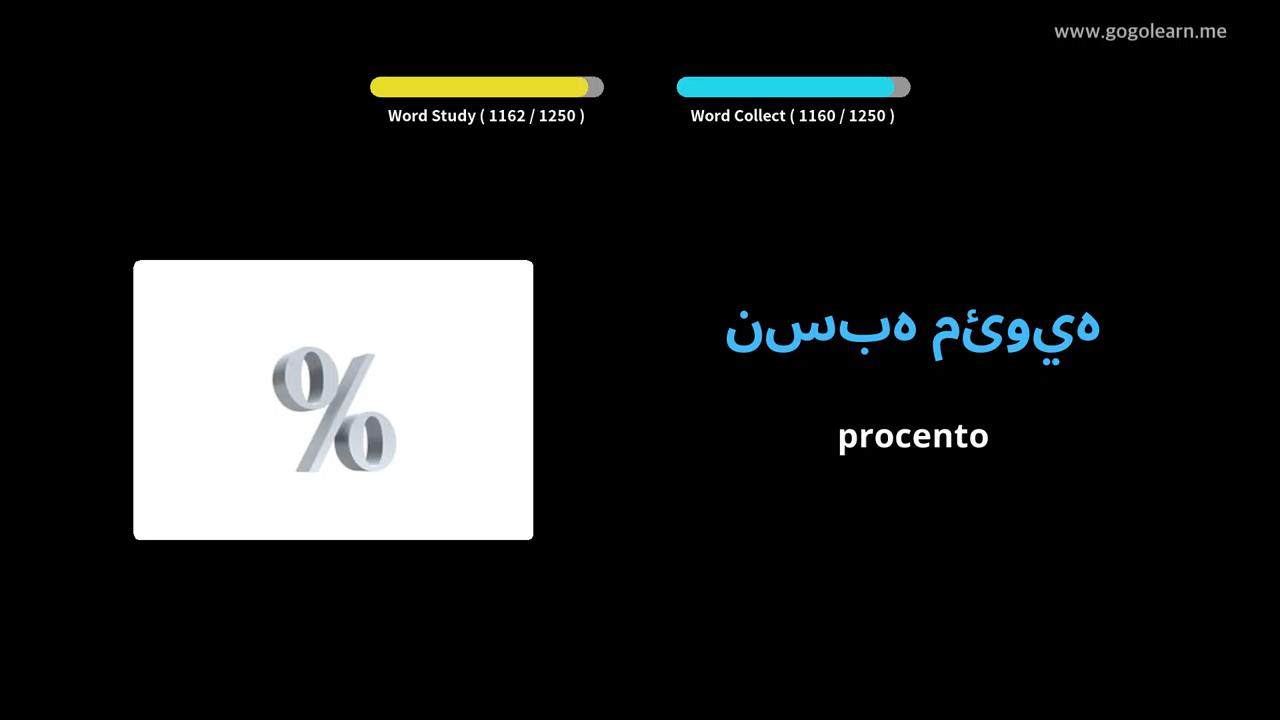 www.gogolearn.me
Word Study ( 1162 / 1250 )
Word Collect ( 1160 / 1250 )
نسبه مئويه
procento
%